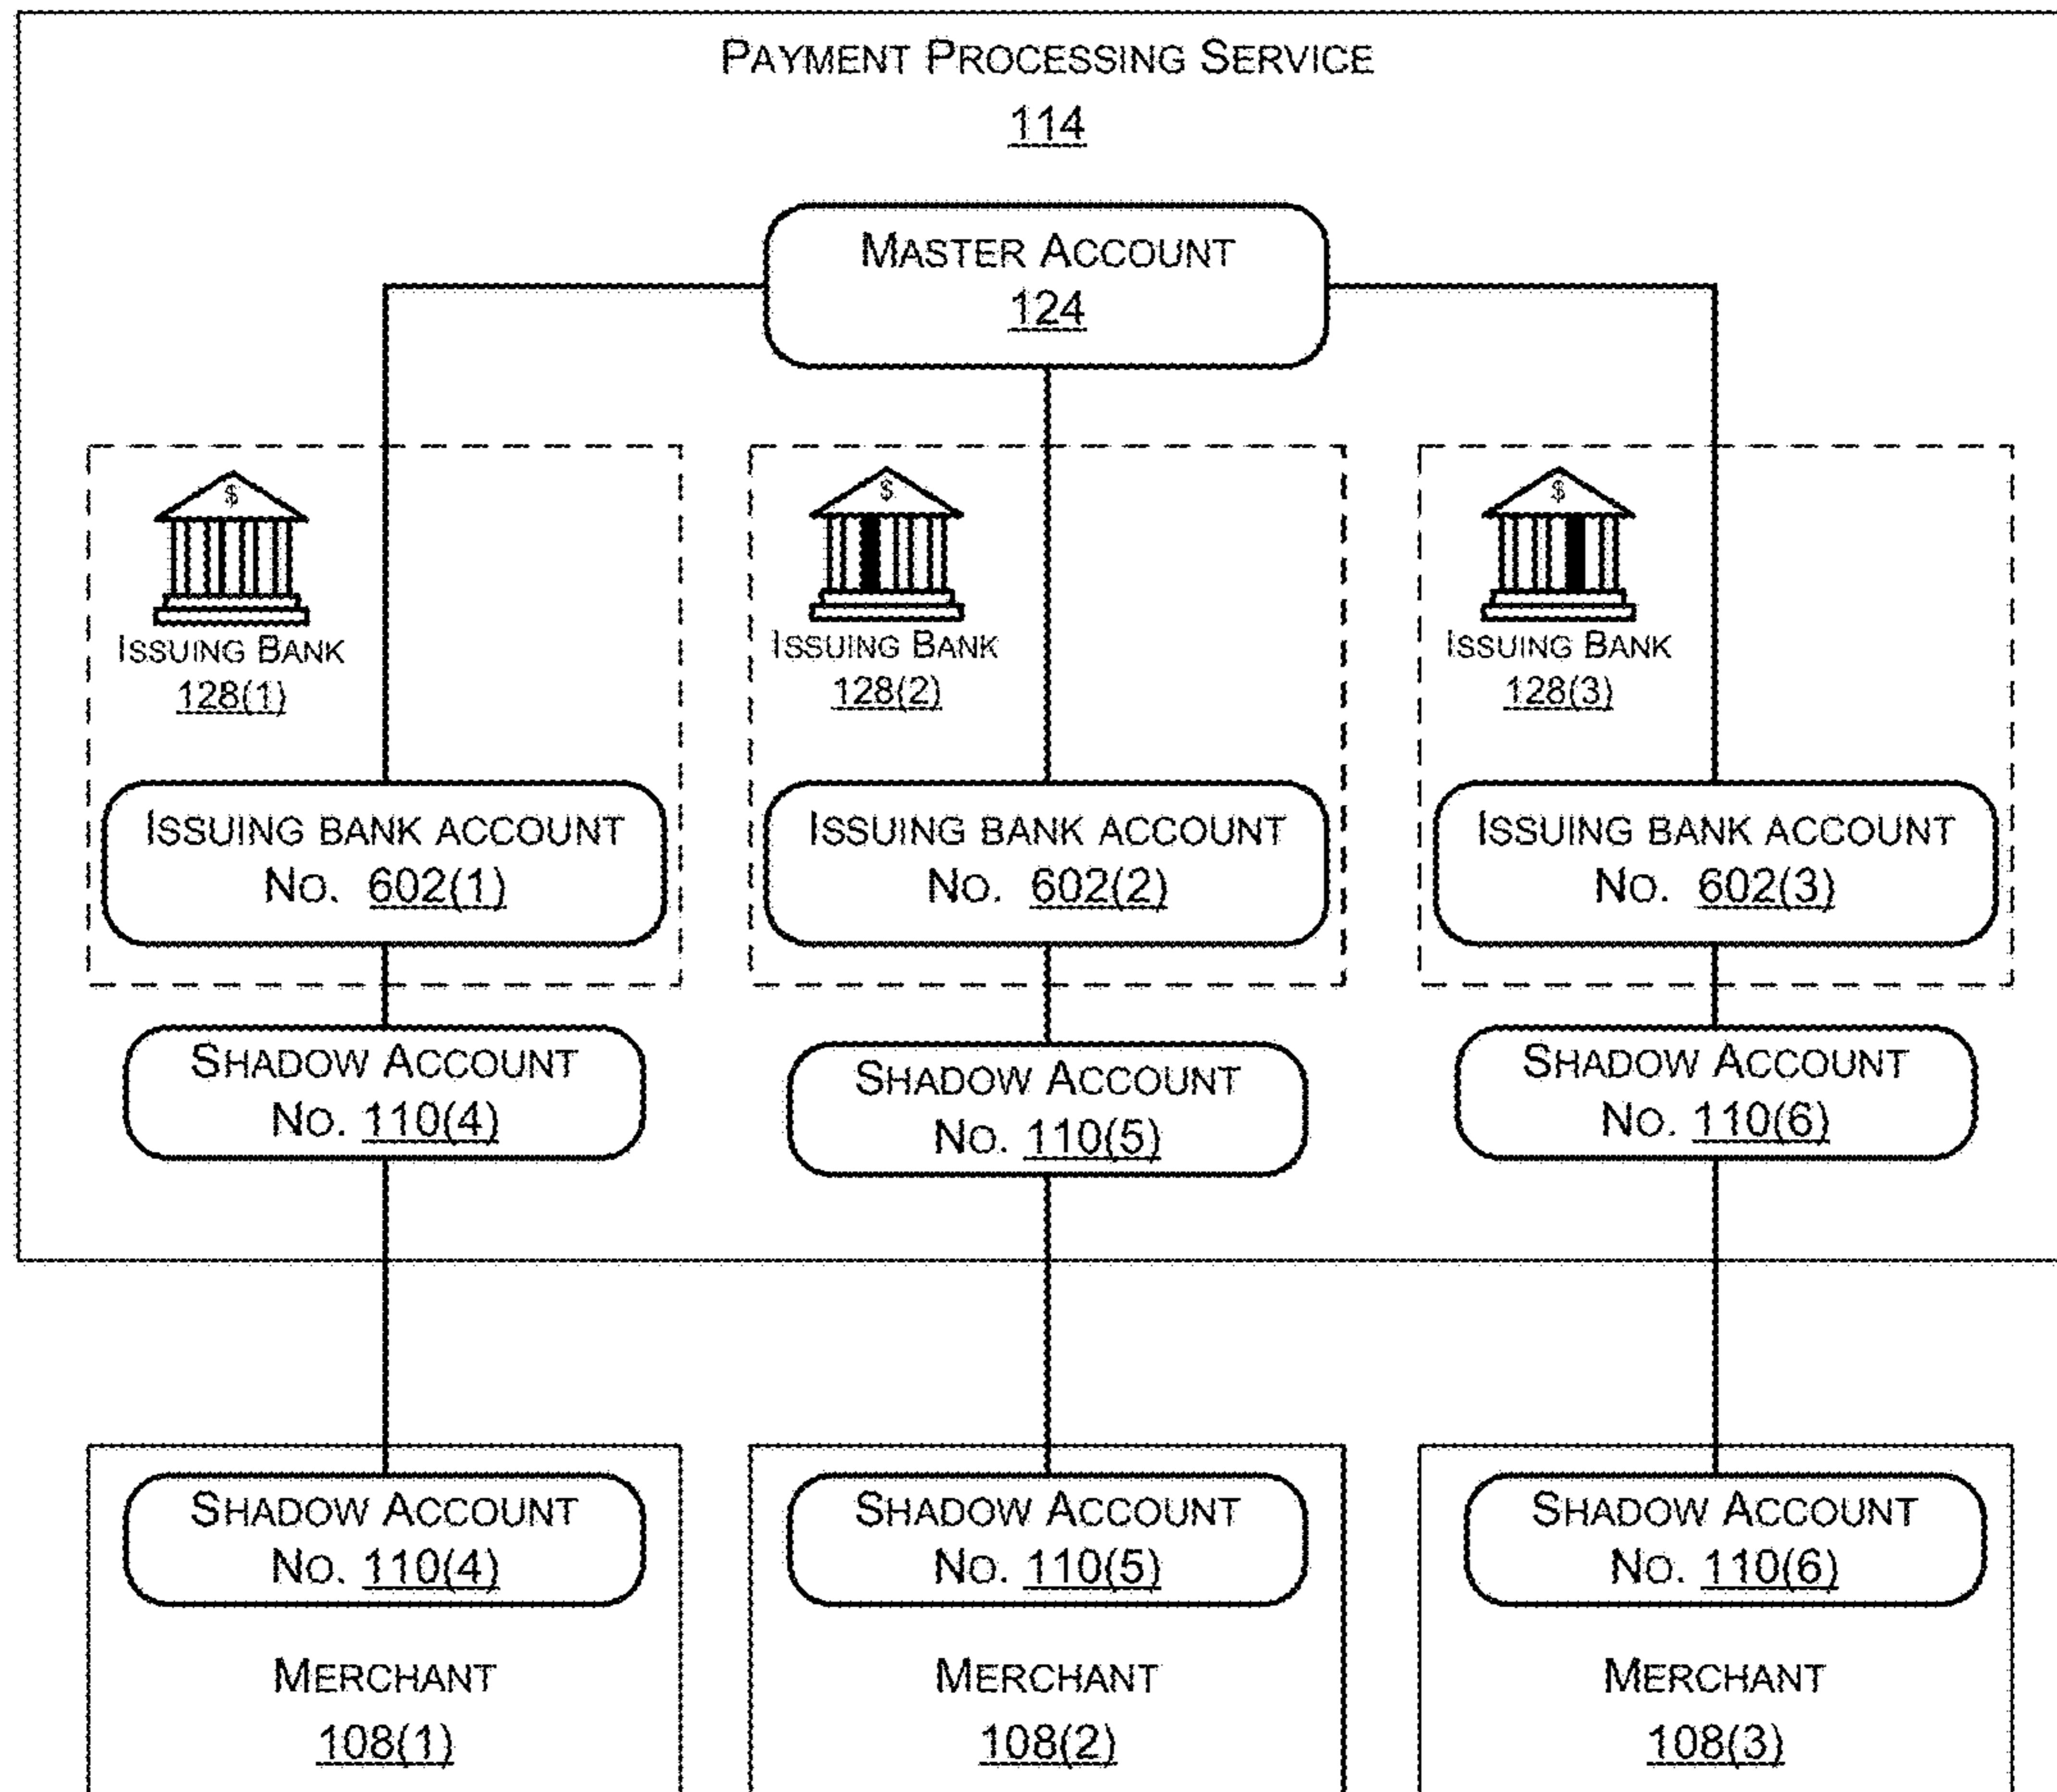 PAYMENT PROCESSING SERVICE
114
MASTER ACCOUNT
124
$
$
$
ISSUING BANK
128(1)
ISSUING BANK
128(2)
ISSUING BANK
128(3)
ISSUING BANK ACCOUNT
NO. 602(1)
ISSUING BANK ACCOUNT
NO. 602(2)
ISSUING BANK ACCOUNT
NO. 602(3)
SHADOW ACCOUNT
NO. 110(4)
SHADOW ACCOUNT
NO. 110(5)
SHADOW ACCOUNT
NO. 110(6)
SHADOW ACCOUNT
NO. 110(4)
SHADOW ACCOUNT
NO. 110(5)
SHADOW ACCOUNT
NO. 110(6)
MERCHANT
108(1)
MERCHANT
108(2)
MERCHANT
108(3)